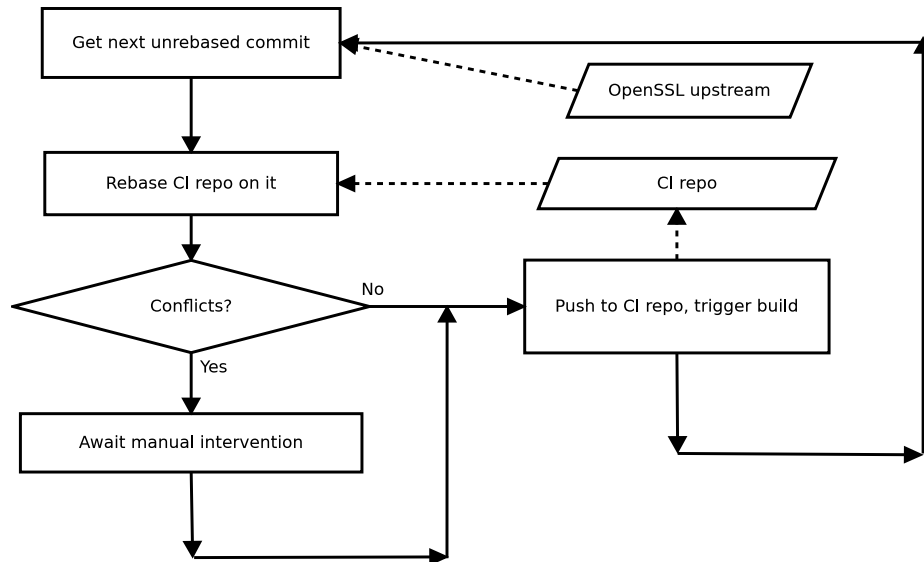 Get next unrebased commit
OpenSSL upstream
Rebase CI repo on it
CI repo
Conflicts?
No
Push to CI repo, trigger build
Yes
Await manual intervention